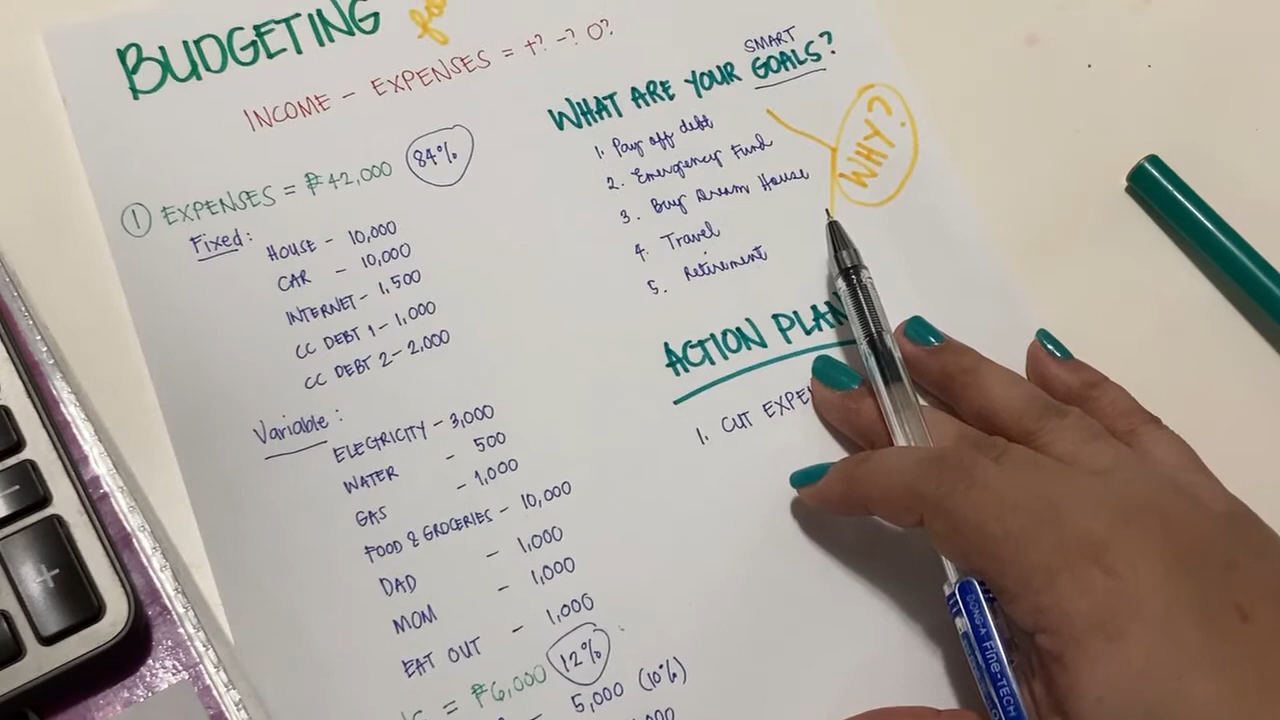 BUDGETING
INCOME - EXPENSES = +? -? 0?
① EXPENSES = ₱42,000 84%
Fixed:
HOUSE - 10,000
CAR - 10,000
INTERNET - 1,500
CC DEBT 1 - 1,000
CC DEBT 2 - 2,000
Variable:
ELECTRICITY - 3,000
WATER - 500
GAS - 1,000
FOOD & GROCERIES - 10,000
DAD - 1,000
MOM - 1,000
EAT OUT - 1,000
= ₱6,000 12%
- 5,000 (10%)
SMART
WHAT ARE YOUR GOALS?
1. Pay off debt
2. Emergency Fund
3. Buy Dream House
4. Travel
5. Retirement
WHY?
ACTION PLAN
1. CUT
DONG-A Fine-TECH